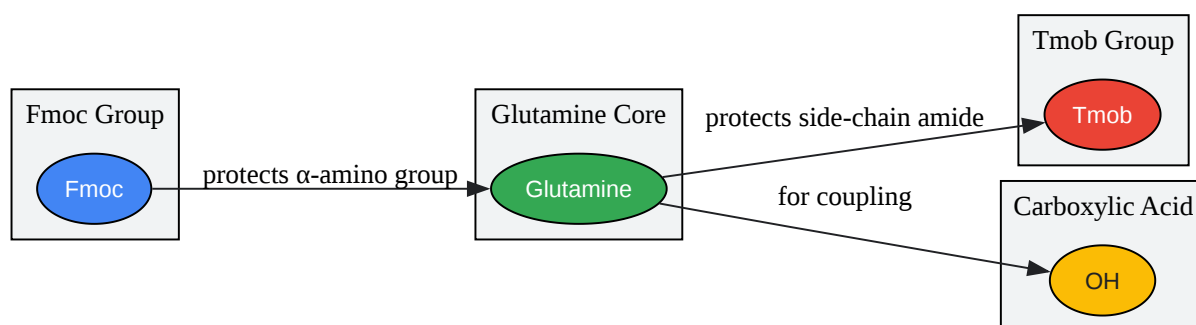 Fmoc Group
Fmoc
protects α-amino group
Glutamine Core
Glutamine
protects side-chain amide
for coupling
Tmob Group
Tmob
Carboxylic Acid
OH